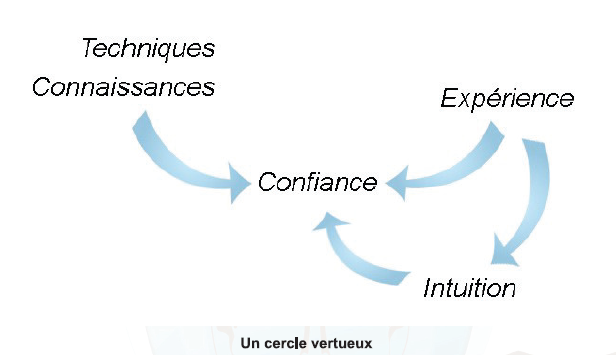 Techniques
Connaissances
Expérience
Confiance
Intuition
Un cercle vertueux